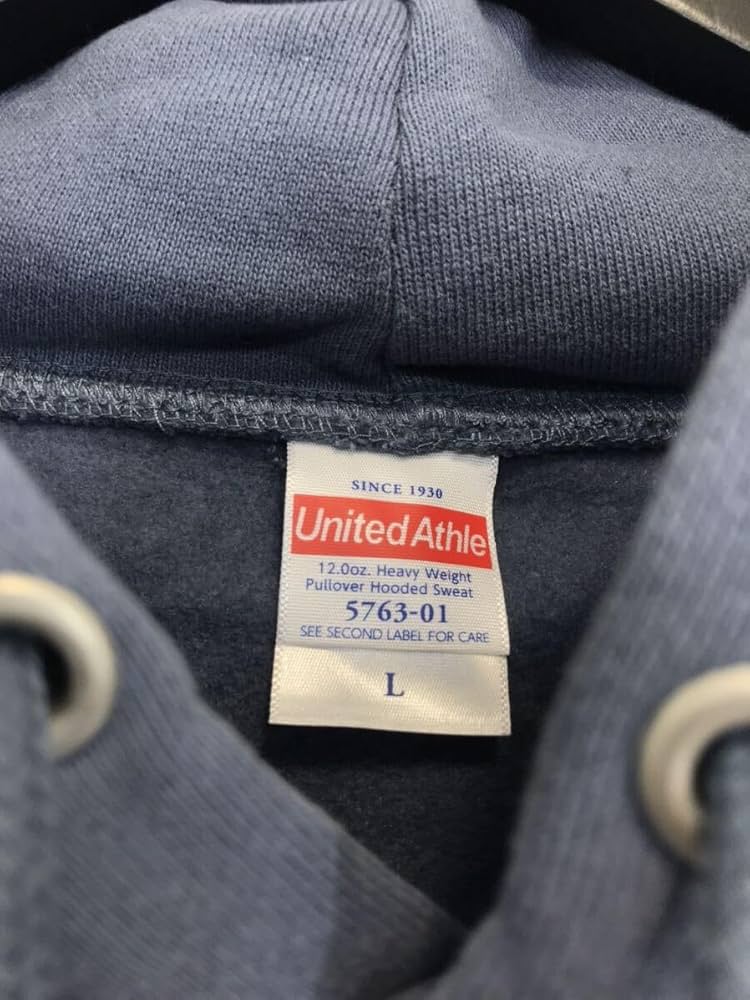 SINCE 1930
United Athle
12.0oz. Heavy Weight
Pullover Hooded Sweat
5763-01
SEE SECOND LABEL FOR CARE
L